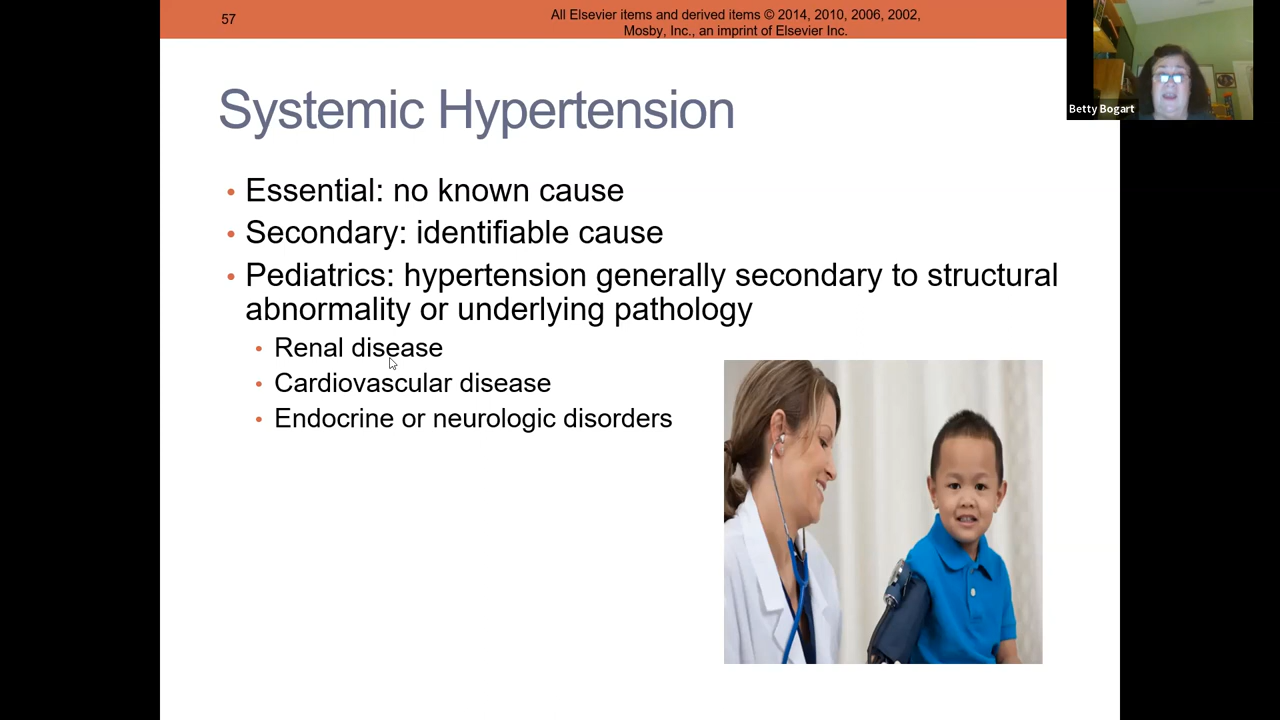 57
All Elsevier items and derived items © 2014, 2010, 2006, 2002,
Mosby, Inc., an imprint of Elsevier Inc.
Betty Bogart
Systemic Hypertension
• Essential: no known cause
• Secondary: identifiable cause
• Pediatrics: hypertension generally secondary to structural
abnormality or underlying pathology
• Renal disease
• Cardiovascular disease
• Endocrine or neurologic disorders